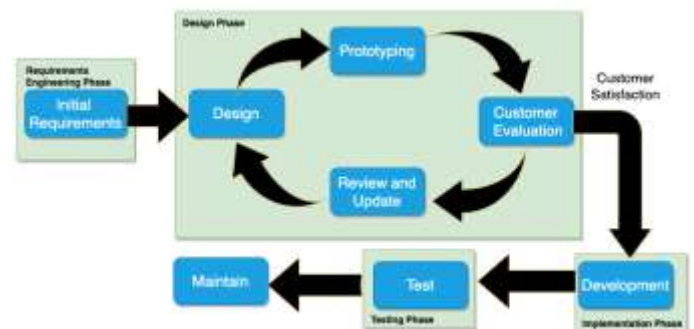 Design Phase
Prototyping
Requirements
Engineering Phase
Initial
Requirements
Design
Customer
Evaluation
Customer
Satisfaction
Review and
Update
Maintain
Test
Testing Phase
Development
Implementation Phase